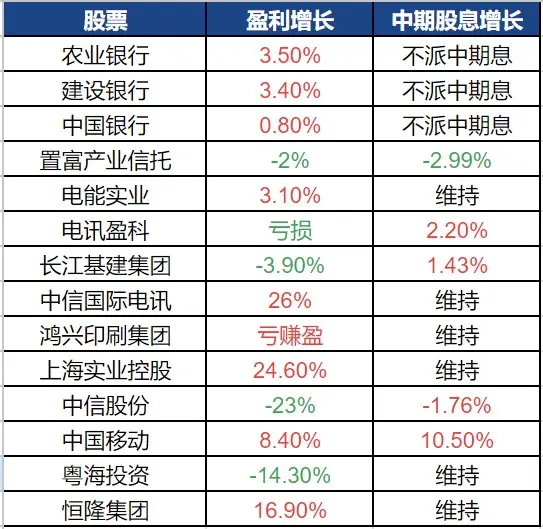 股票 盈利增长 中期股息增长
农业银行 3.50% 不派中期息
建设银行 3.40% 不派中期息
中国银行 0.80% 不派中期息
置富产业信托 -2% -2.99%
电能实业 3.10% 维持
电讯盈科 亏损 2.20%
长江基建集团 -3.90% 1.43%
中信国际电讯 26% 维持
鸿兴印刷集团 亏赚盈 维持
上海实业控股 24.60% 维持
中信股份 -23% -1.76%
中国移动 8.40% 10.50%
粤海投资 -14.30% 维持
恒隆集团 16.90% 维持